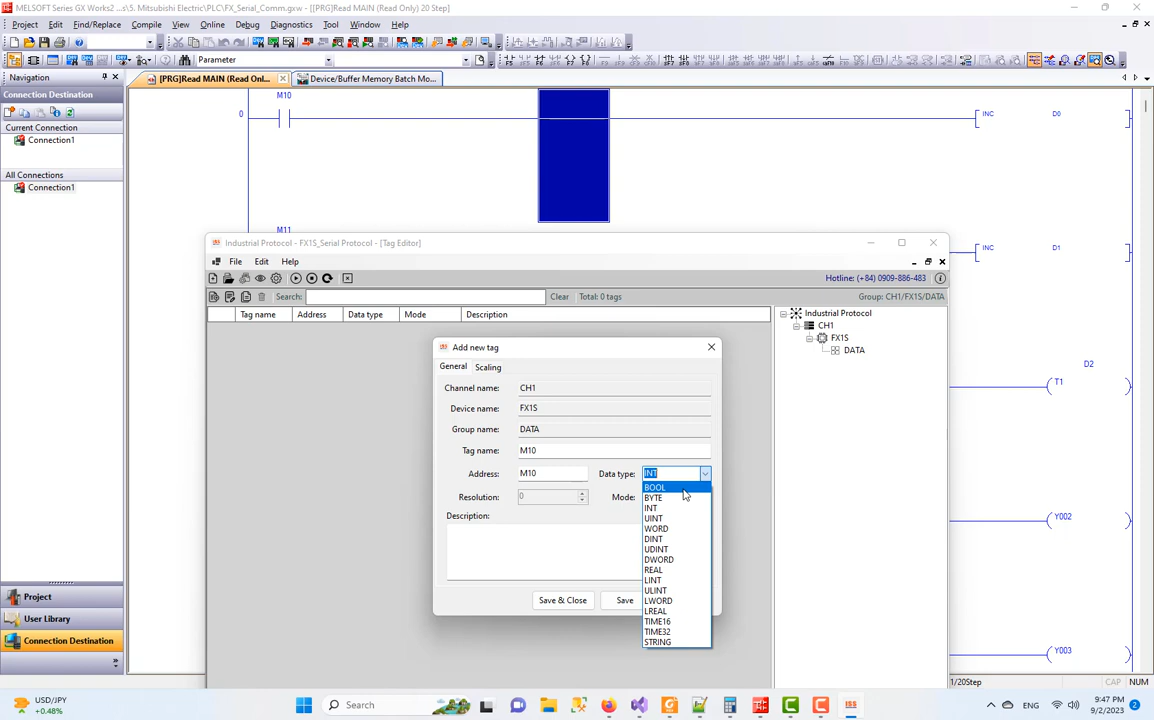 MELSOFT Series GX Works2 ...s\5. Mitsubishi Electric\PLC\FX_Serial_Comm.gxw - [[PRG]Read MAIN (Read Only) 20 Step]
Project Edit Find/Replace Compile View Online Debug Diagnostics Tool Window Help
Parameter
Navigation
[PRG]Read MAIN (Read Onl...
Device/Buffer Memory Batch Mo...
Connection Destination
Current Connection
Connection1
All Connections
Connection1
M10
0
INC D0
M11
INC D1
D2
T1
Y002
Y003
Industrial Protocol - FX1S_Serial Protocol - [Tag Editor]
File Edit Help
Hotline: (+84) 0909-886-483
Search:
Clear
Total: 0 tags
Group: CH1/FX1S/DATA
Tag name Address Data type Mode Description
Industrial Protocol
CH1
FX1S
DATA
Add new tag
General Scaling
Channel name: CH1
Device name: FX1S
Group name: DATA
Tag name: M10
Address: M10 Data type: INT
Resolution: 0 Mode:
Description:
BOOL
BYTE
INT
UINT
WORD
DINT
UDINT
DWORD
REAL
LINT
ULINT
LWORD
LREAL
TIME16
TIME32
STRING
Save & Close Save
Project
User Library
Connection Destination
1/20Step
CAP NUM
USD/JPY
+0.48%
Search
ISS
9:47 PM
9/2/2023
2